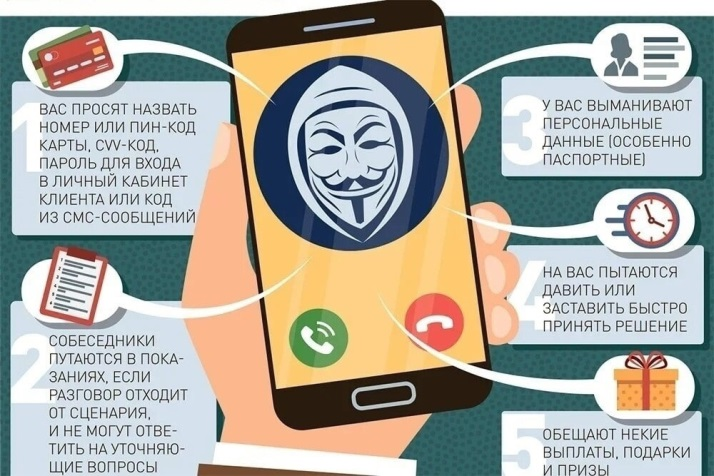 1
ВАС ПРОСЯТ НАЗВАТЬ
НОМЕР ИЛИ ПИН-КОД
КАРТЫ, CVV-КОД,
ПАРОЛЬ ДЛЯ ВХОДА
В ЛИЧНЫЙ КАБИНЕТ
КЛИЕНТА ИЛИ КОД
ИЗ СМС-СООБЩЕНИЙ
2
СОБЕСЕДНИКИ
ПУТАЮТСЯ В ПОКА-
ЗАНИЯХ, ЕСЛИ
РАЗГОВОР ОТХОДИТ
ОТ СЦЕНАРИЯ,
И НЕ МОГУТ ОТВЕ-
ТИТЬ НА УТОЧНЯЮ-
ЩИЕ ВОПРОСЫ
3
У ВАС ВЫМАНИВАЮТ
ПЕРСОНАЛЬНЫЕ
ДАННЫЕ (ОСОБЕННО
ПАСПОРТНЫЕ)
4
НА ВАС ПЫТАЮТСЯ
ДАВИТЬ ИЛИ
ЗАСТАВИТЬ БЫСТРО
ПРИНЯТЬ РЕШЕНИЕ
5
ОБЕЩАЮТ НЕКИЕ
ВЫПЛАТЫ, ПОДАРКИ
И ПРИЗЫ